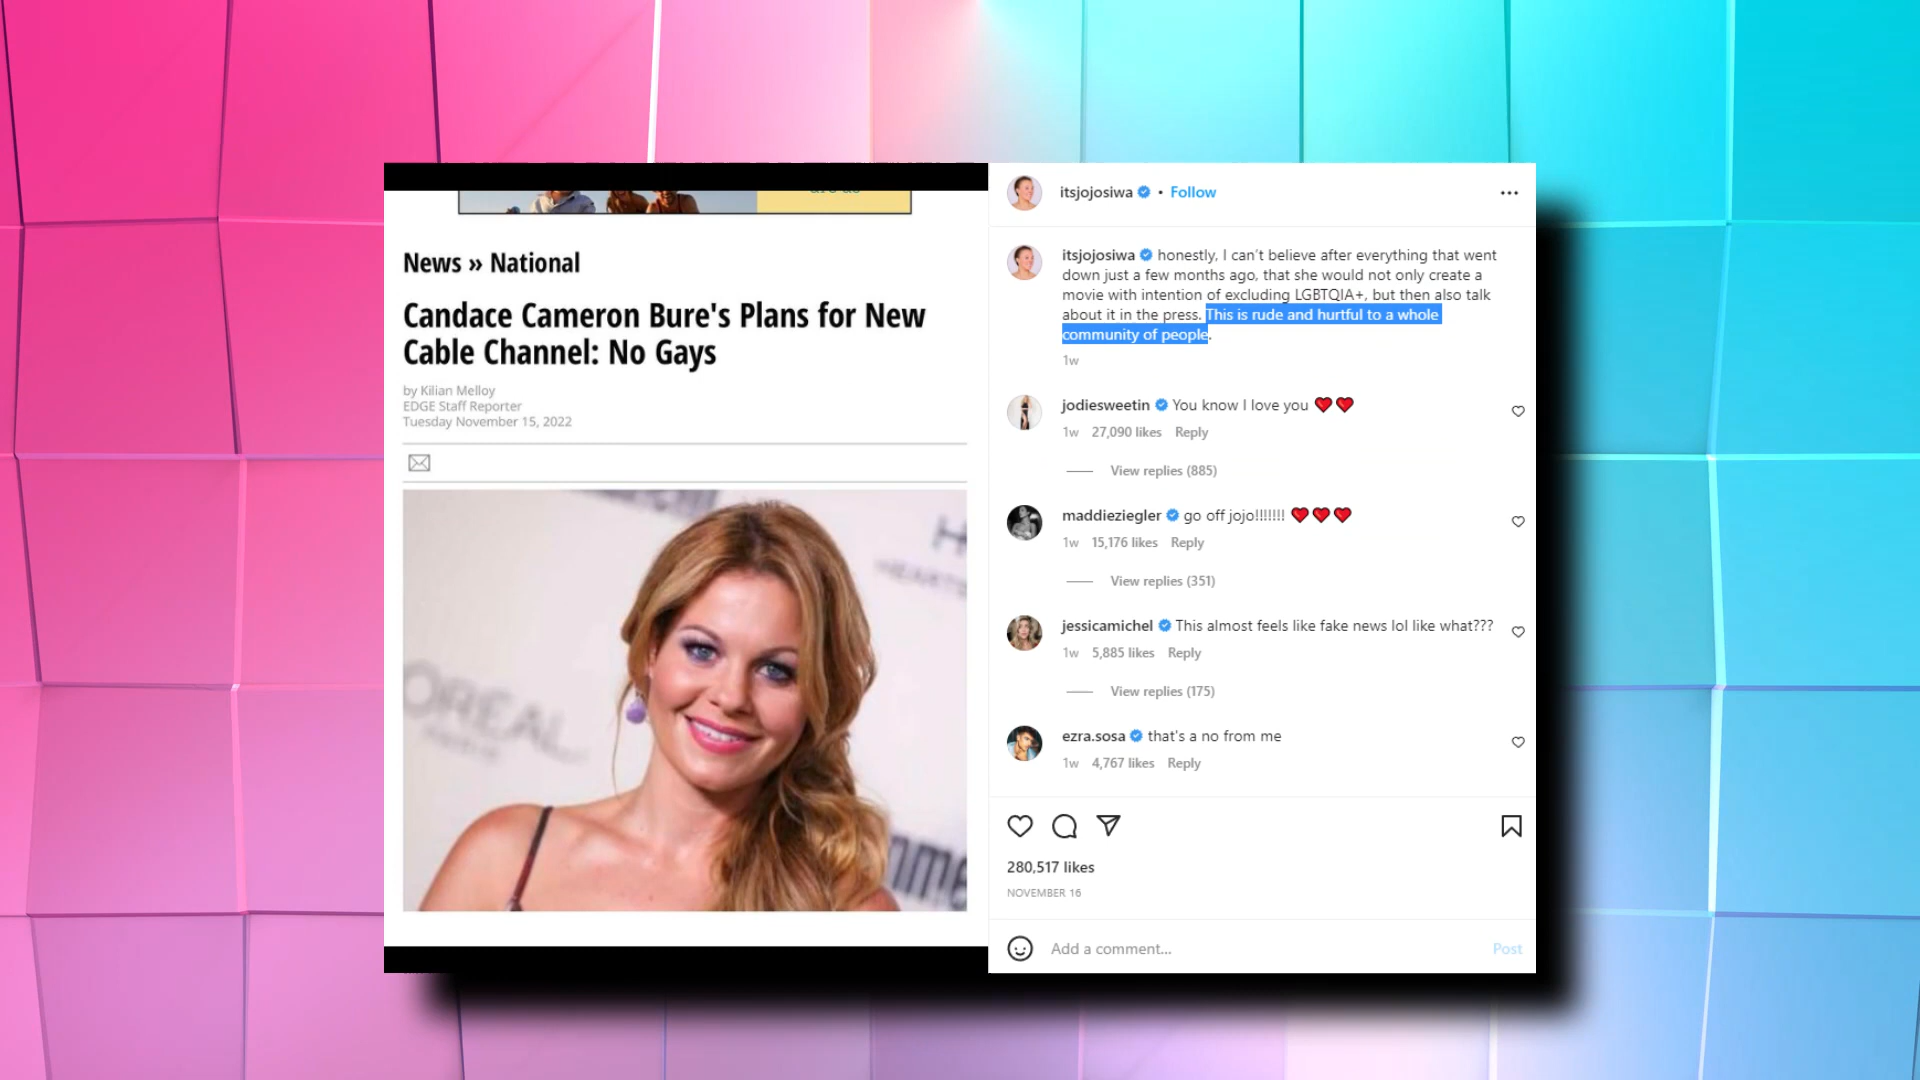 News » National
Candace Cameron Bure's Plans for New
Cable Channel: No Gays
by Kilian Melloy
EDGE Staff Reporter
Tuesday November 15, 2022
ORÉAL
itsjojosiwa • Follow
itsjojosiwa honestly, I can't believe after everything that went
down just a few months ago, that she would not only create a
movie with intention of excluding LGBTQIA+, but then also talk
about it in the press. This is rude and hurtful to a whole
community of people.
1w
jodiesweetin You know I love you ❤️❤️
1w 27,090 likes Reply
View replies (885)
maddieziegler go off jojo!!!!!!! ❤️❤️❤️
1w 15,176 likes Reply
View replies (351)
jessicamichel This almost feels like fake news lol like what???
1w 5,885 likes Reply
View replies (175)
ezra.sosa that's a no from me
1w 4,767 likes Reply
280,517 likes
NOVEMBER 16
Add a comment... Post